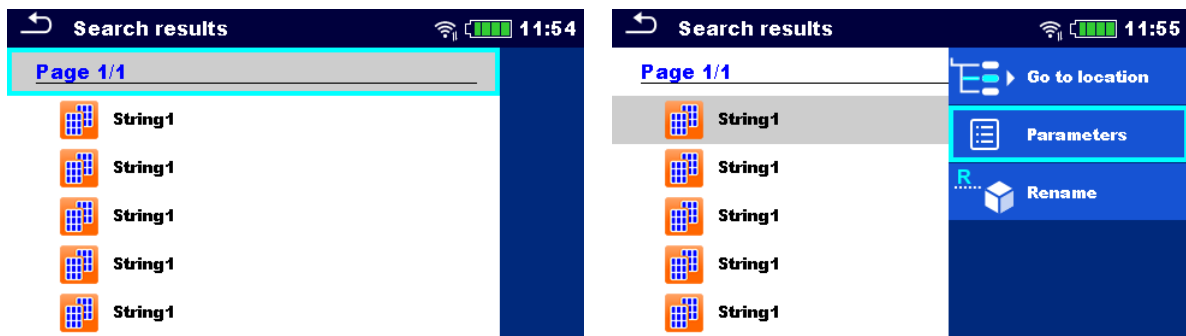 Search results 11:54
Page 1/1
String1
String1
String1
String1
String1
Search results 11:55
Page 1/1
String1
String1
String1
String1
String1
Go to location
Parameters
R
Rename